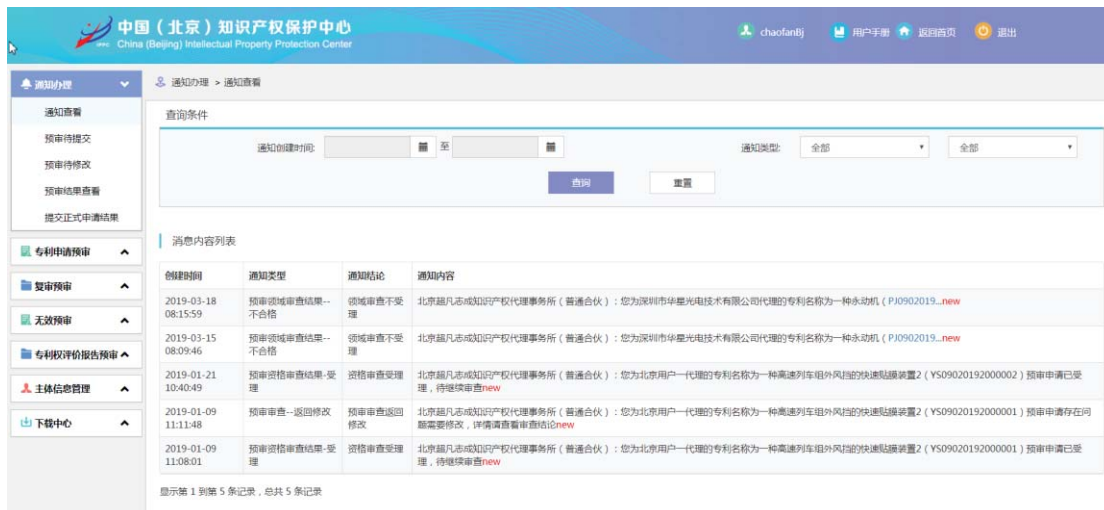 中国（北京）知识产权保护中心
China (Beijing) Intellectual Property Protection Center
chaofanBj 用户手册 返回首页 退出
通知办理
通知查看
预审待提交
预审待修改
预审结果查看
提交正式申请结果
专利申请预审
复审预审
无效预审
专利权评价报告预审
主体信息管理
下载中心
通知办理 > 通知查看
查询条件
通知创建时间: 至 通知类型: 全部 全部
查询 重置
消息内容列表
创建时间 通知类型 通知结论 通知内容
2019-03-18 预审领域审查结果-- 领域审查不受 北京超凡志成知识产权代理事务所（普通合伙）：您为深圳市华星光电技术有限公司代理的专利名称为一种永动机（PJ0902019...new
08:15:59 不合格 理
2019-03-15 预审领域审查结果-- 领域审查不受 北京超凡志成知识产权代理事务所（普通合伙）：您为深圳市华星光电技术有限公司代理的专利名称为一种永动机（PJ0902019...new
08:09:46 不合格 理
2019-01-21 预审资格审查结果-受 资格审查受理 北京超凡志成知识产权代理事务所（普通合伙）：您为北京用户一代理的专利名称为一种高速列车组外风挡的快速贴膜装置2（YS09020192000002）预审申请已受
10:40:49 理 理，待继续审查new
2019-01-09 预审审查--返回修改 预审审查返回 北京超凡志成知识产权代理事务所（普通合伙）：您为北京用户一代理的专利名称为一种高速列车组外风挡的快速贴膜装置2（YS09020192000001）预审申请存在问
11:11:48 修改 题需要修改，详情请查看审查结论new
2019-01-09 预审资格审查结果-受 资格审查受理 北京超凡志成知识产权代理事务所（普通合伙）：您为北京用户一代理的专利名称为一种高速列车组外风挡的快速贴膜装置2（YS09020192000001）预审申请已受
11:08:01 理 理，待继续审查new
显示第 1 到第 5 条记录，总共 5 条记录